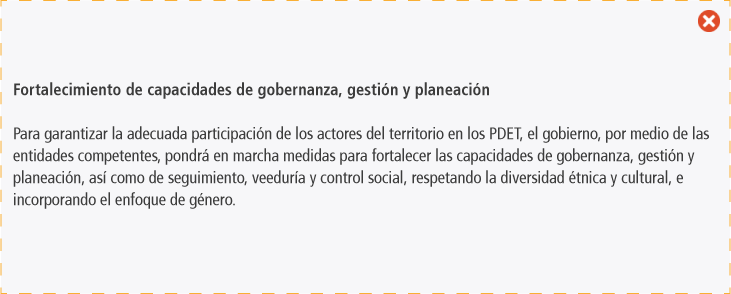 Fortalecimiento de capacidades de gobernanza, gestión y planeación
Para garantizar la adecuada participación de los actores del territorio en los PDET, el gobierno, por medio de las
entidades competentes, pondrá en marcha medidas para fortalecer las capacidades de gobernanza, gestión y
planeación, así como de seguimiento, veeduría y control social, respetando la diversidad étnica y cultural, e
incorporando el enfoque de género.